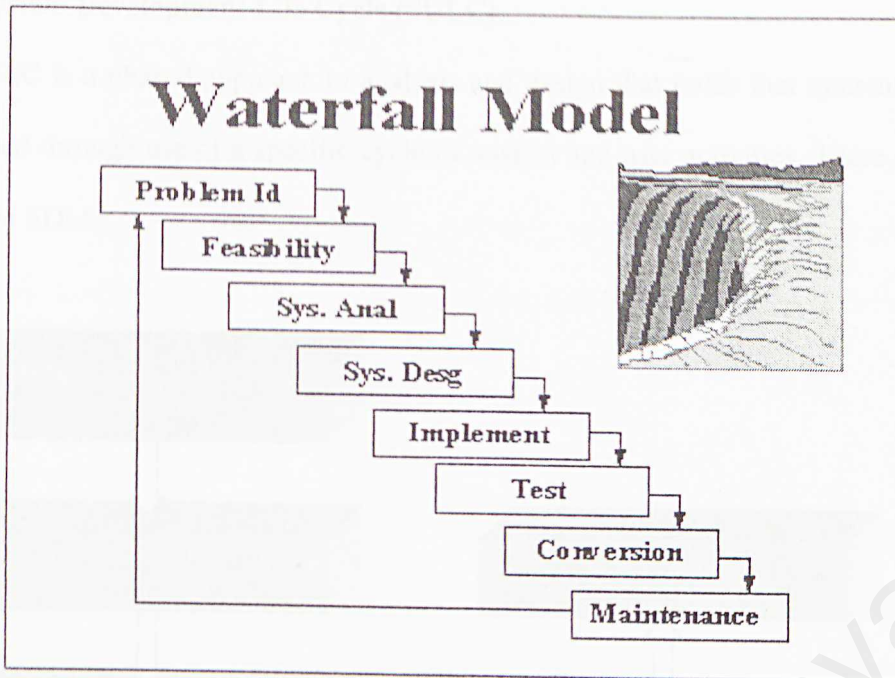 Waterfall Model
Problem Id
Feasibility
Sys. Anal
Sys. Desg
Implement
Test
Conversion
Maintenance